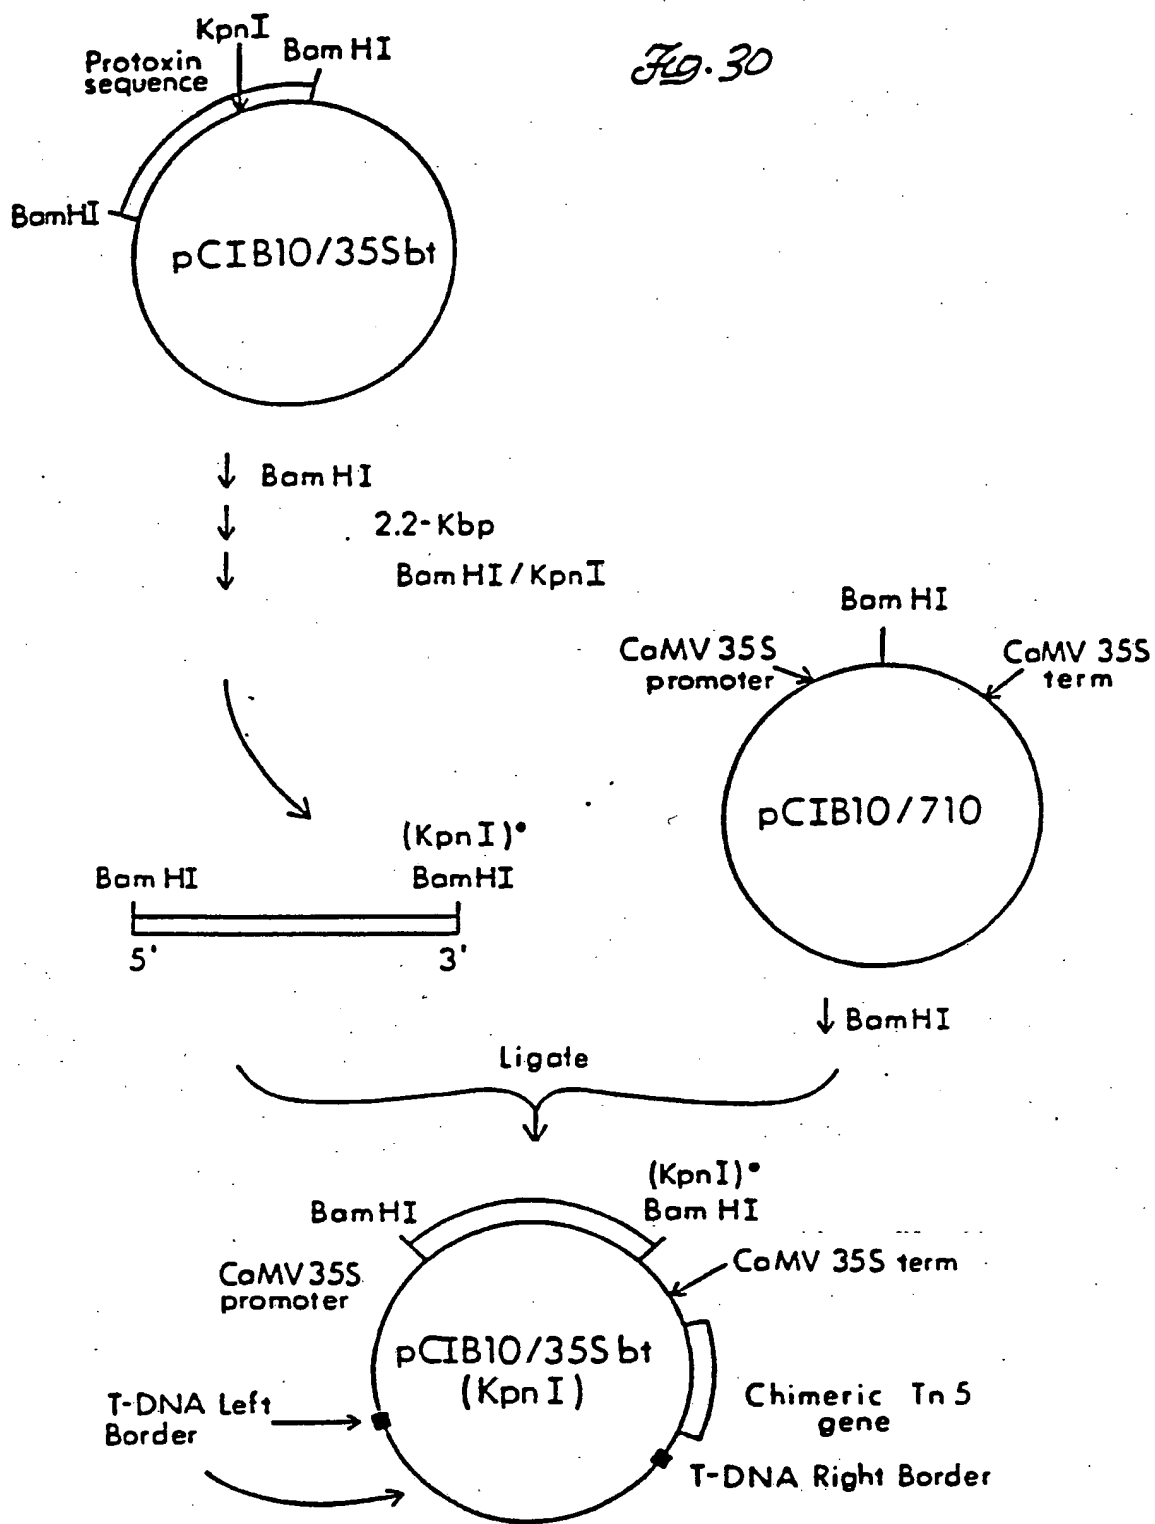 Fig. 30
KpnI
Bam HI
Protoxin
sequence
BamHI
pCIB10/35Sbt
Bam HI
2.2-Kbp
Bam HI/KpnI
Bam HI
CaMV 35S
promoter
CaMV 35S
term
pCIB10/710
(KpnI)*
Bam HI
BamHI
5'
3'
BamHI
Ligate
(KpnI)*
BamHI
Bam HI
CaMV 35S
promoter
CaMV 35S term
pCIB10/35Sbt
(KpnI)
T-DNA Left
Border
Chimeric Tn 5
gene
T-DNA Right Border